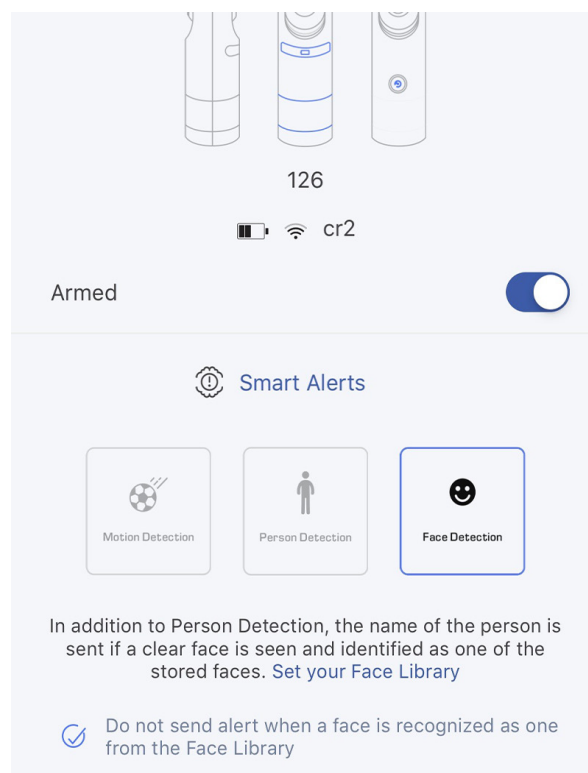 126
cr2
Armed
Smart Alerts
Motion Detection
Person Detection
Face Detection
In addition to Person Detection, the name of the person is
sent if a clear face is seen and identified as one of the
stored faces. Set your Face Library
Do not send alert when a face is recognized as one
from the Face Library